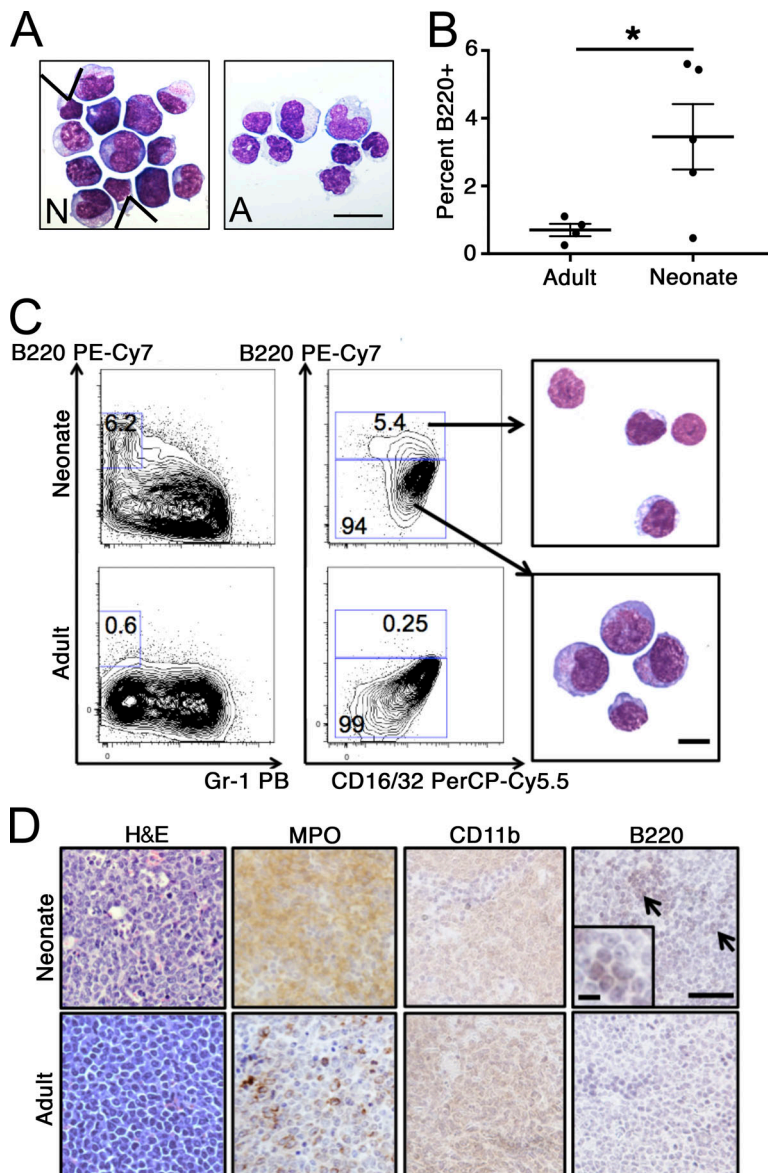 A
N
A
B
*
Percent B220+
6
4
2
0
Adult
Neonate
C
B220 PE-Cy7
B220 PE-Cy7
Neonate
6.2
5.4
94
Adult
0.6
0
0
0.25
99
0
0
Gr-1 PB
CD16/32 PerCP-Cy5.5
D
H&E
MPO
CD11b
B220
Neonate
Adult